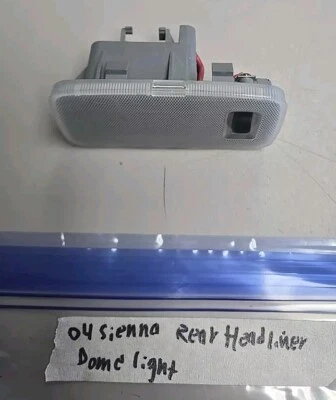 04 Sienna Rear Headliner
Dome light